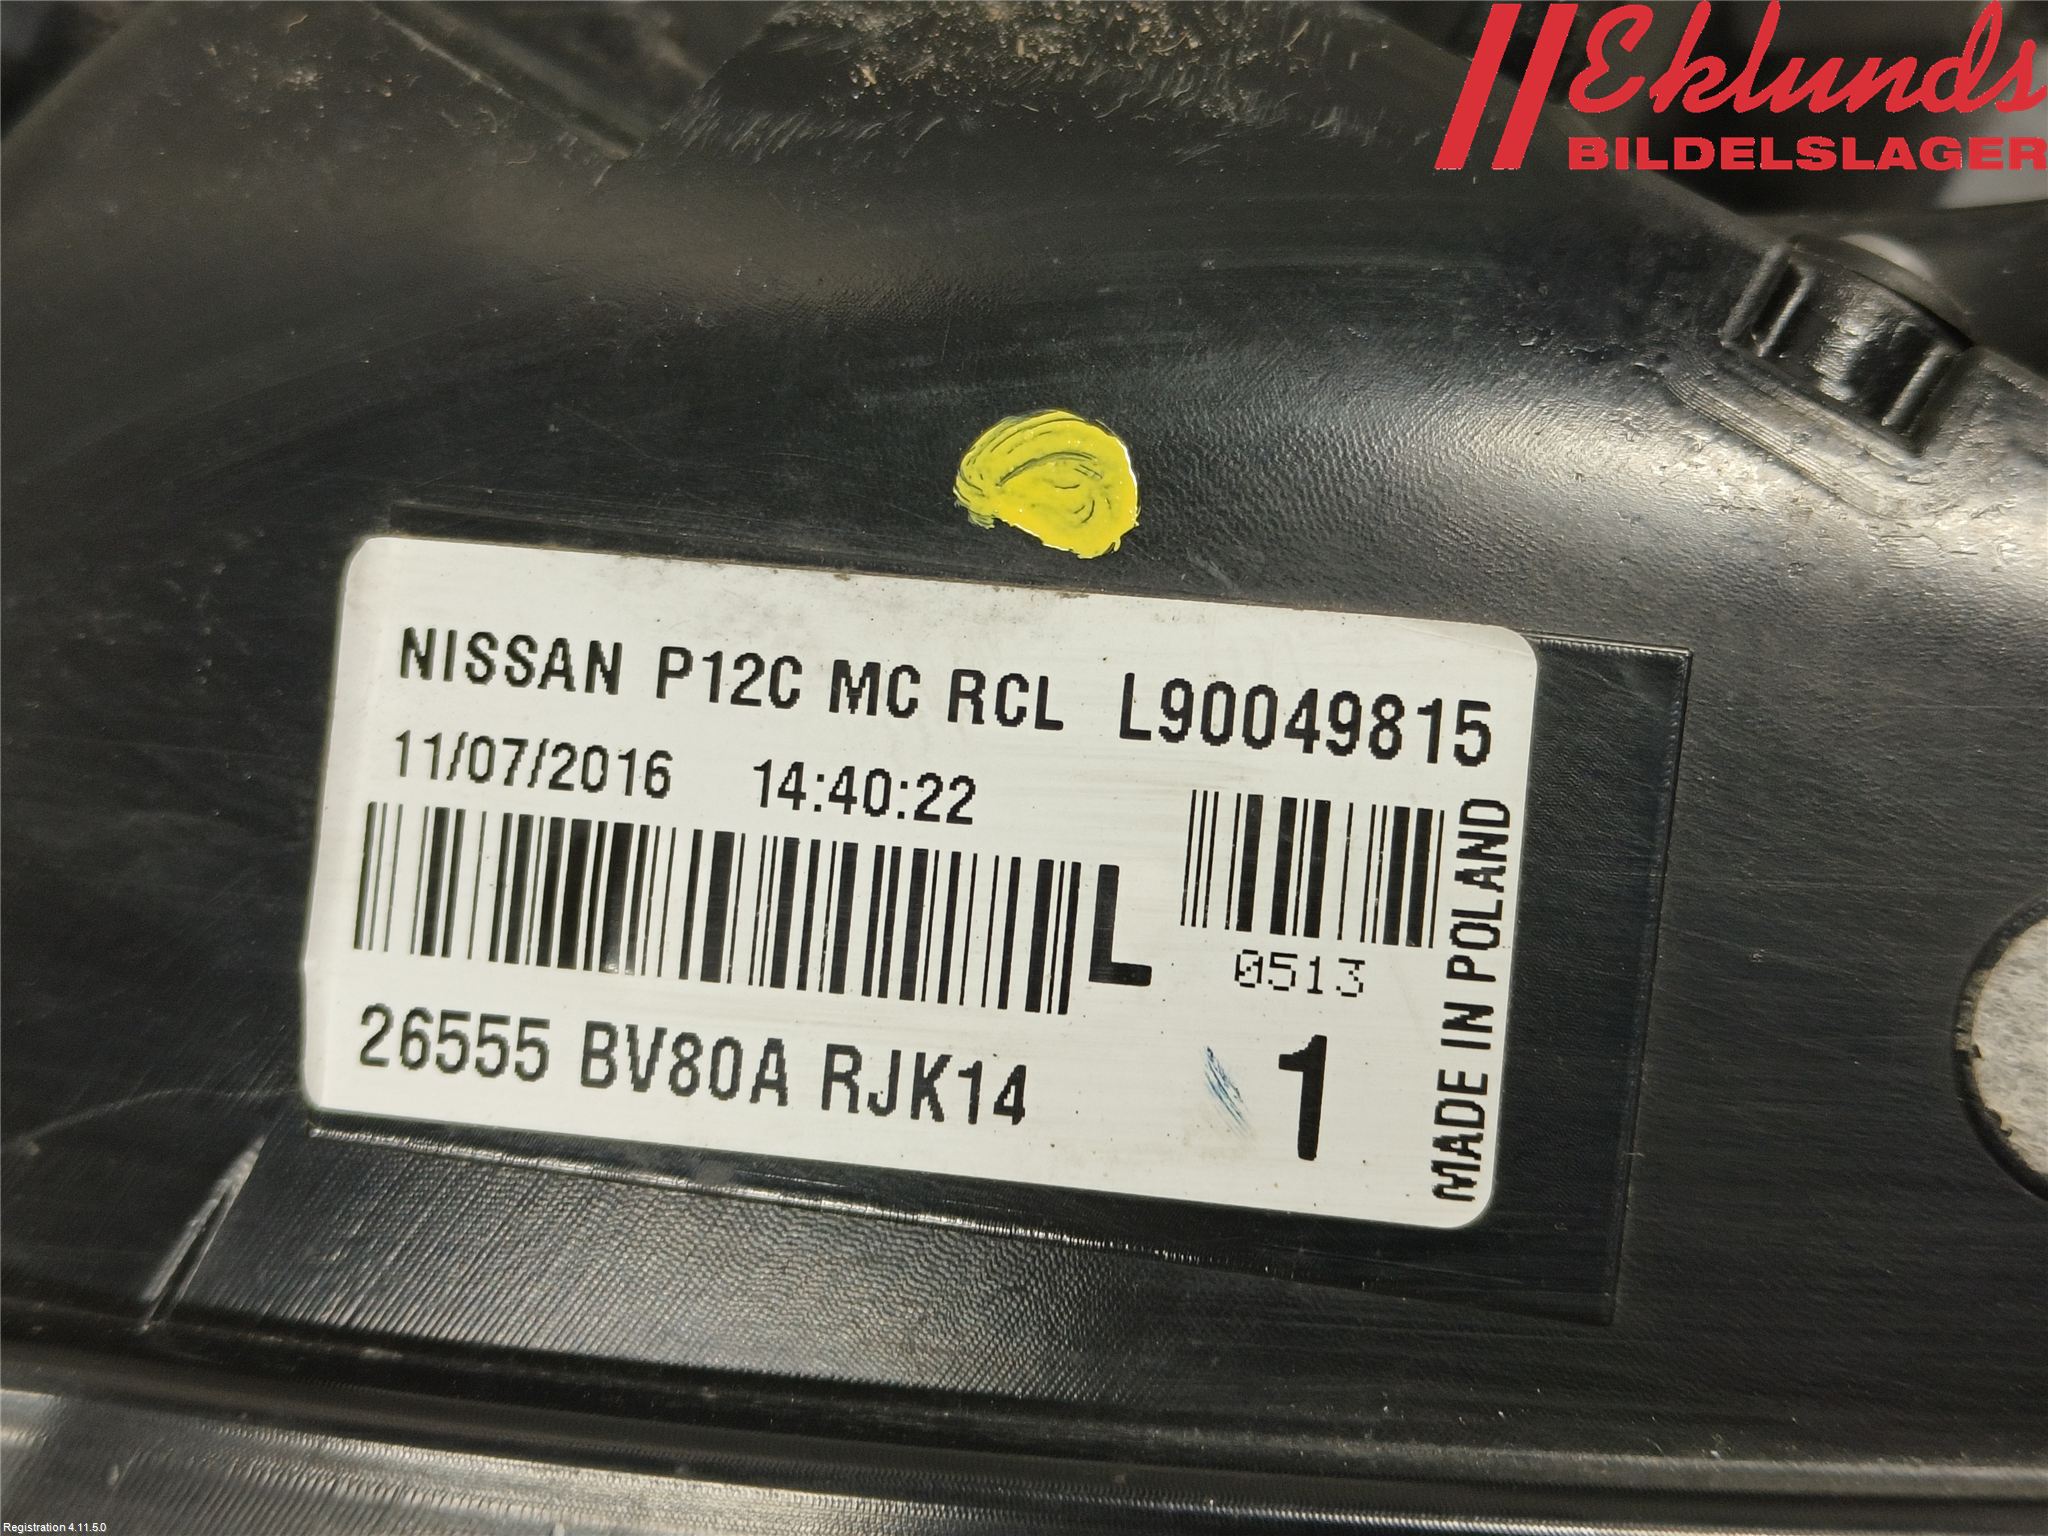 Eklunds
BILDELSLAGER
NISSAN P12C MC RCL L90049815
11/07/2016 14:40:22
L
0513
26555 BV80A RJK14
1
MADE IN POLAND
Registration 4.11.5.0